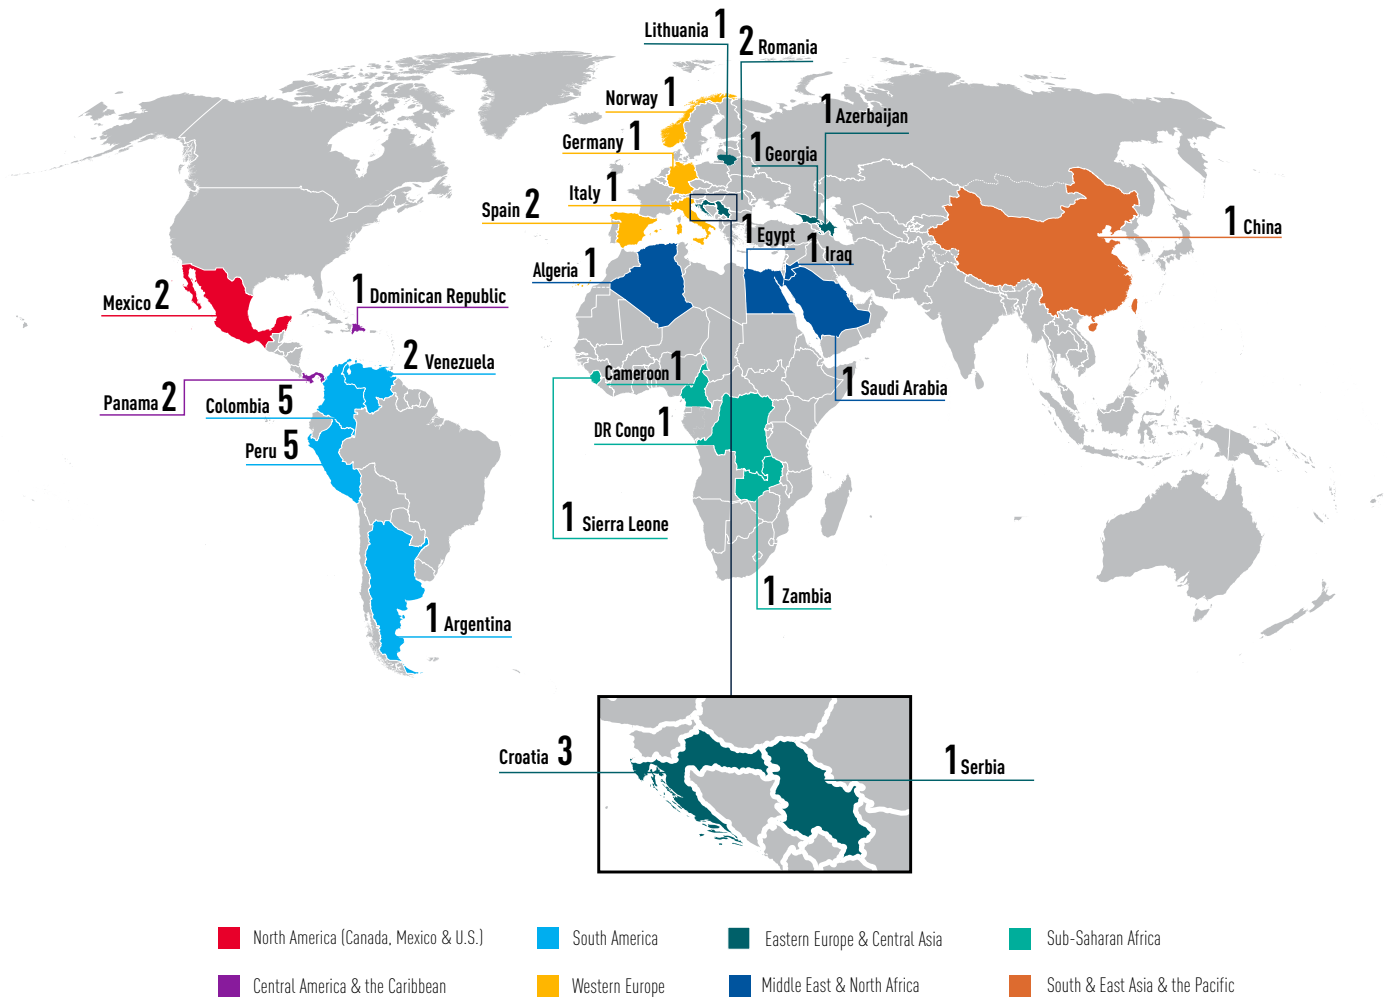 Lithuania 1
2 Romania
Norway 1
1 Azerbaijan
Germany 1
1 Georgia
Italy 1
Spain 2
1 China
1 Egypt
1 Iraq
Algeria 1
Mexico 2
1 Dominican Republic
2 Venezuela
Cameroon 1
1 Saudi Arabia
Panama 2
Colombia 5
DR Congo 1
Peru 5
1 Sierra Leone
1 Zambia
1 Argentina
Croatia 3
1 Serbia
North America (Canada, Mexico & U.S.)
South America
Eastern Europe & Central Asia
Sub-Saharan Africa
Central America & the Caribbean
Western Europe
Middle East & North Africa
South & East Asia & the Pacific